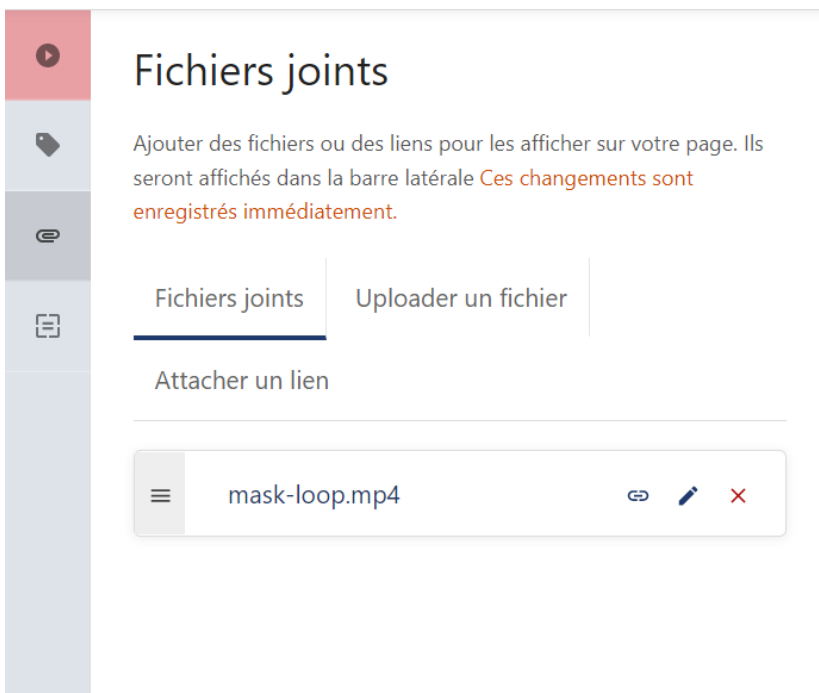 Fichiers joints
Ajouter des fichiers ou des liens pour les afficher sur votre page. Ils
seront affichés dans la barre latérale Ces changements sont
enregistrés immédiatement.
Fichiers joints
Uploader un fichier
Attacher un lien
mask-loop.mp4